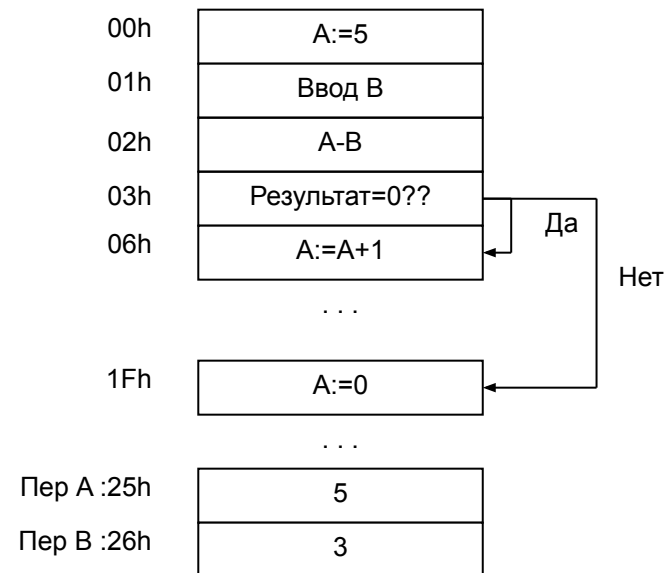 00h A:=5
01h Ввод B
02h A-B
03h Результат=0??
Да
06h A:=A+1
Нет
. . .
1Fh A:=0
. . .
Пер A :25h 5
Пер B :26h 3